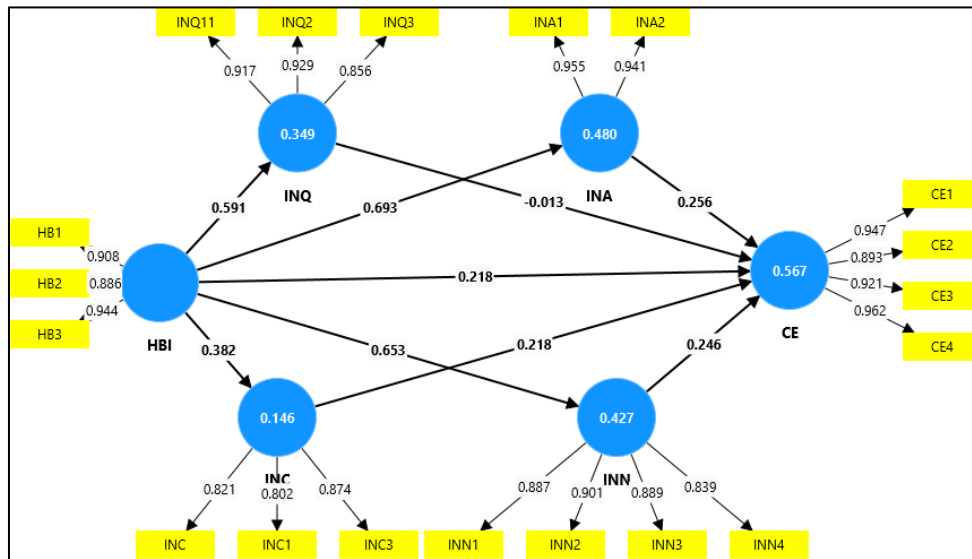 INQ11 INQ2 INQ3 INA1 INA2
0.917 0.929 0.856 0.955 0.941
0.349 0.480
INQ INA
0.591 0.693 -0.013 0.256
HB1 HB2 HB3
0.908 0.886 0.944
HBI
0.218
0.567
CE
CE1 CE2 CE3 CE4
0.947 0.893 0.921 0.962
0.382 0.653 0.218 0.246
0.146 0.427
INC INN
0.821 0.802 0.874 0.887 0.901 0.889 0.839
INC INC1 INC3 INN1 INN2 INN3 INN4